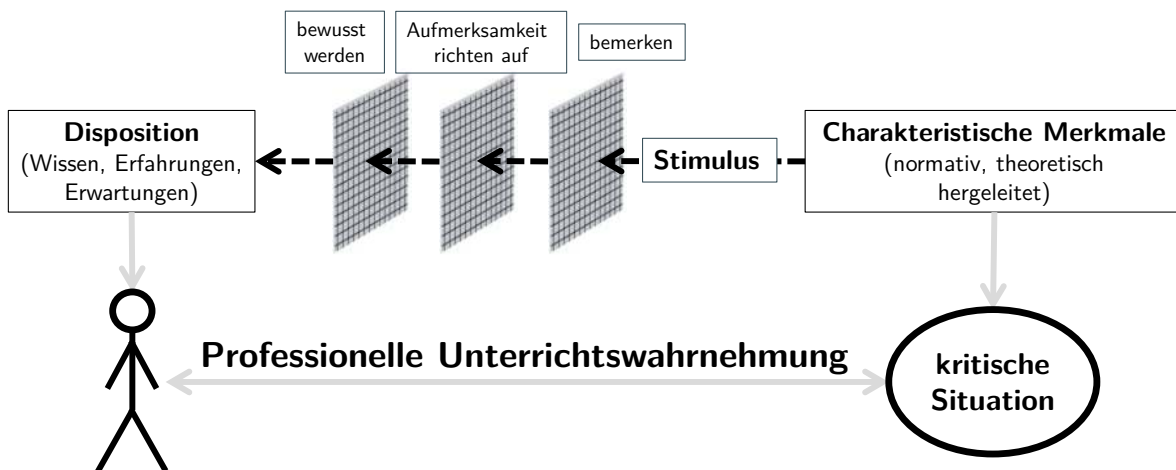 bewusst
werden
Aufmerksamkeit
richten auf
bemerken
Disposition
(Wissen, Erfahrungen,
Erwartungen)
Stimulus
Charakteristische Merkmale
(normativ, theoretisch
hergeleitet)
Professionelle Unterrichtswahrnehmung
kritische
Situation